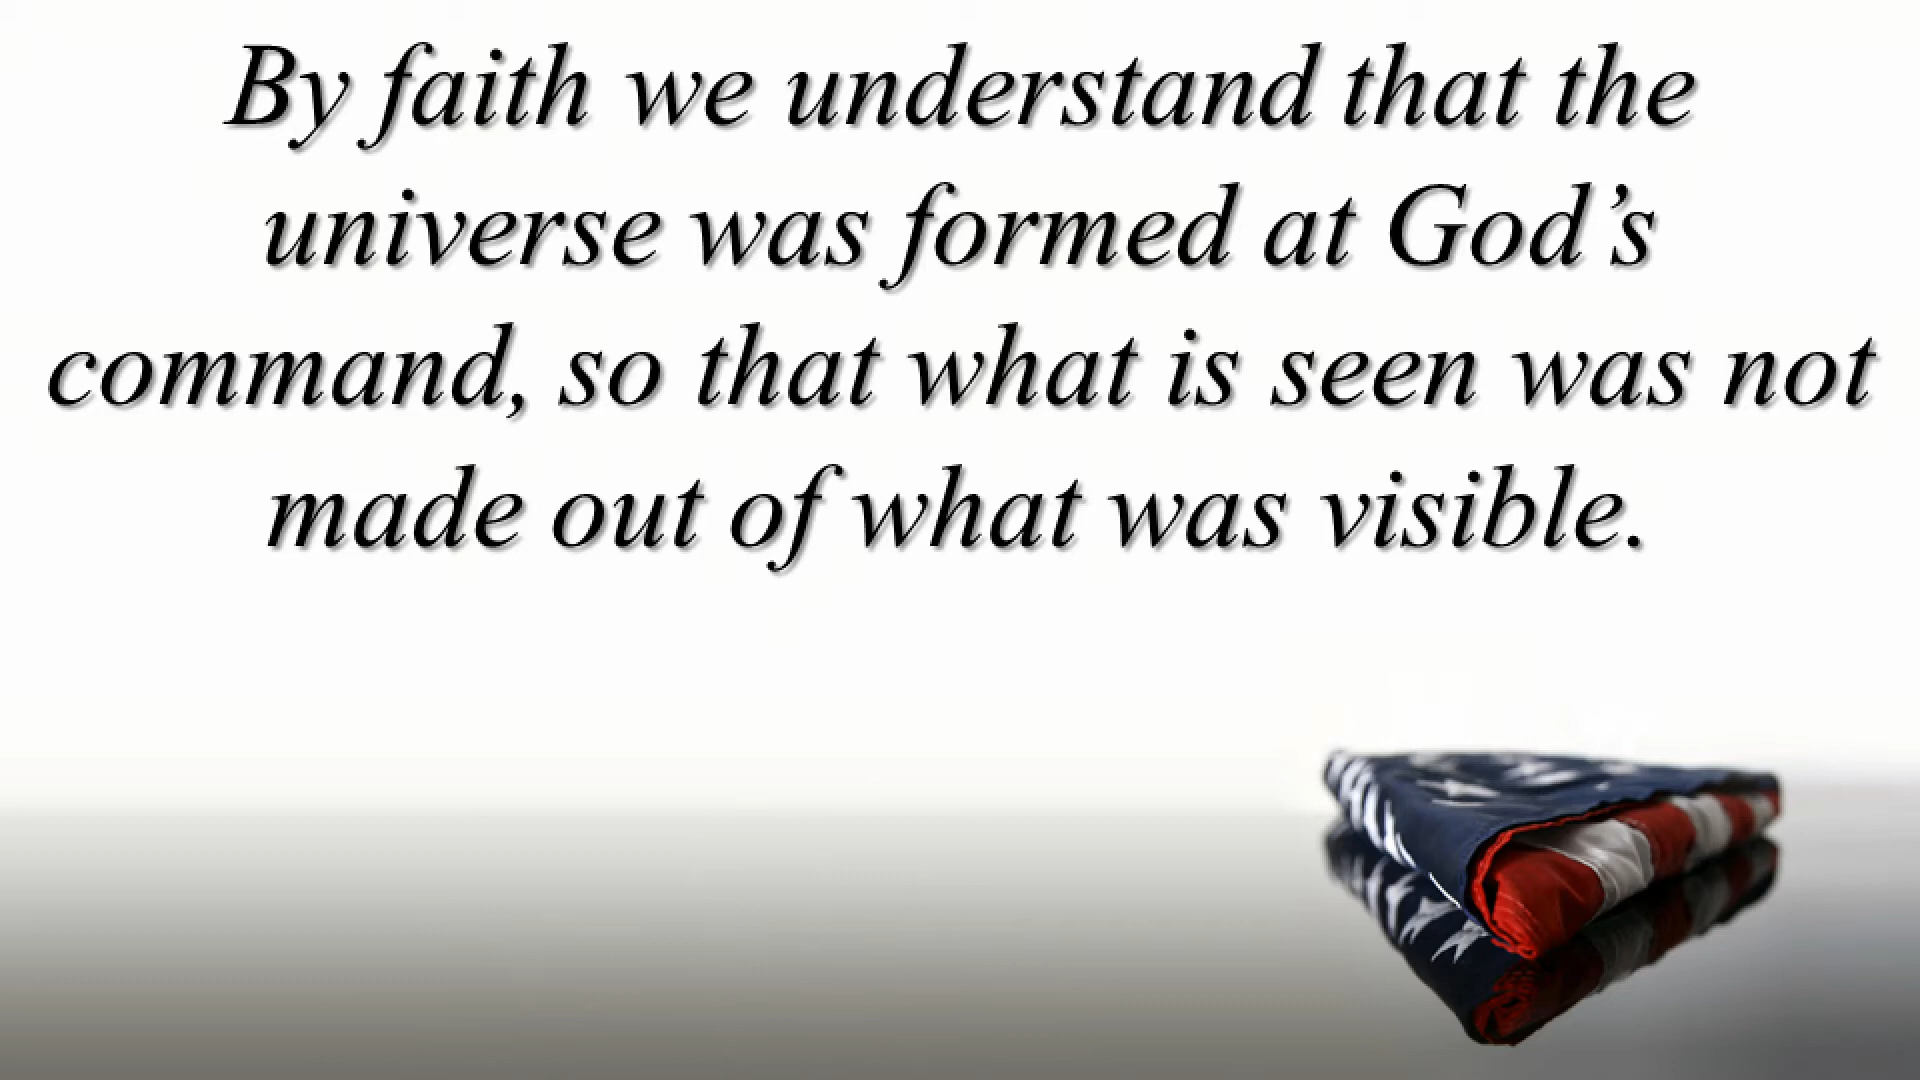 By faith we understand that the
universe was formed at God’s
command, so that what is seen was not
made out of what was visible.